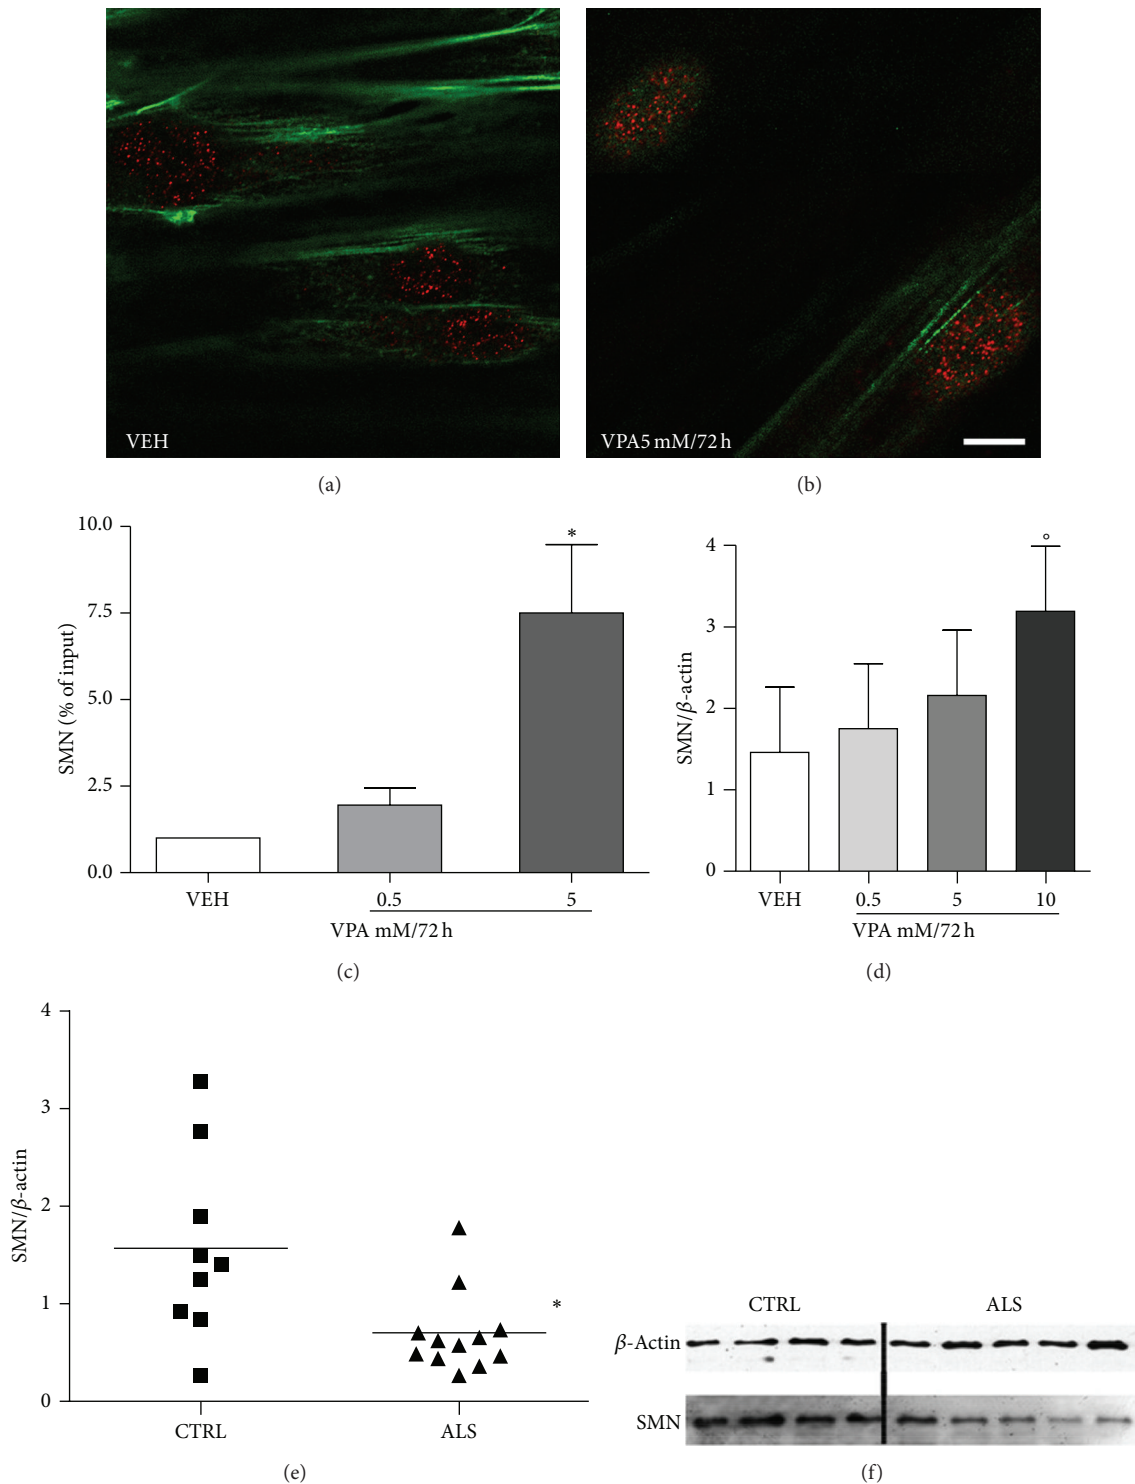 VEH
VPA5 mM/72 h
(a)
(b)
SMN (% of input)
10.0
7.5
5.0
2.5
0.0
*
VEH
0.5
5
VPA mM/72 h
(c)
SMN/β-actin
4
3
2
1
0
°
VEH
0.5
5
10
VPA mM/72 h
(d)
SMN/β-actin
4
3
2
1
0
*
CTRL
ALS
(e)
CTRL
ALS
β-Actin
SMN
(f)